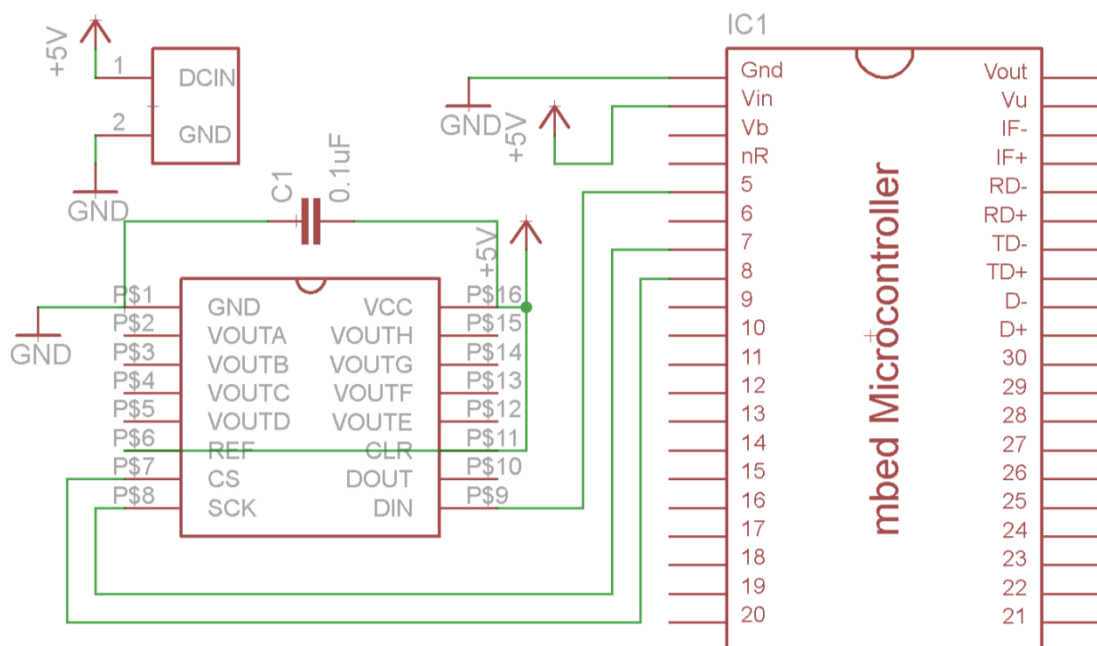 IC1
+5V
1
DCIN
2
GND
GND
C1
0.1uF
+5V
GND
P$1
GND
P$2
VOUTA
P$3
VOUTB
P$4
VOUTC
P$5
VOUTD
P$6
REF
P$7
CS
P$8
SCK
VCC
P$16
VOUTH
P$15
VOUTG
P$14
VOUTF
P$13
VOUTE
P$12
CLR
P$11
DOUT
P$10
DIN
P$9
GND
+5V
Gnd
Vin
Vb
nR
5
6
7
8
9
10
11
12
13
14
15
16
17
18
19
20
mbed Microcontroller
Vout
Vu
IF-
IF+
RD-
RD+
TD-
TD+
D-
D+
30
29
28
27
26
25
24
23
22
21